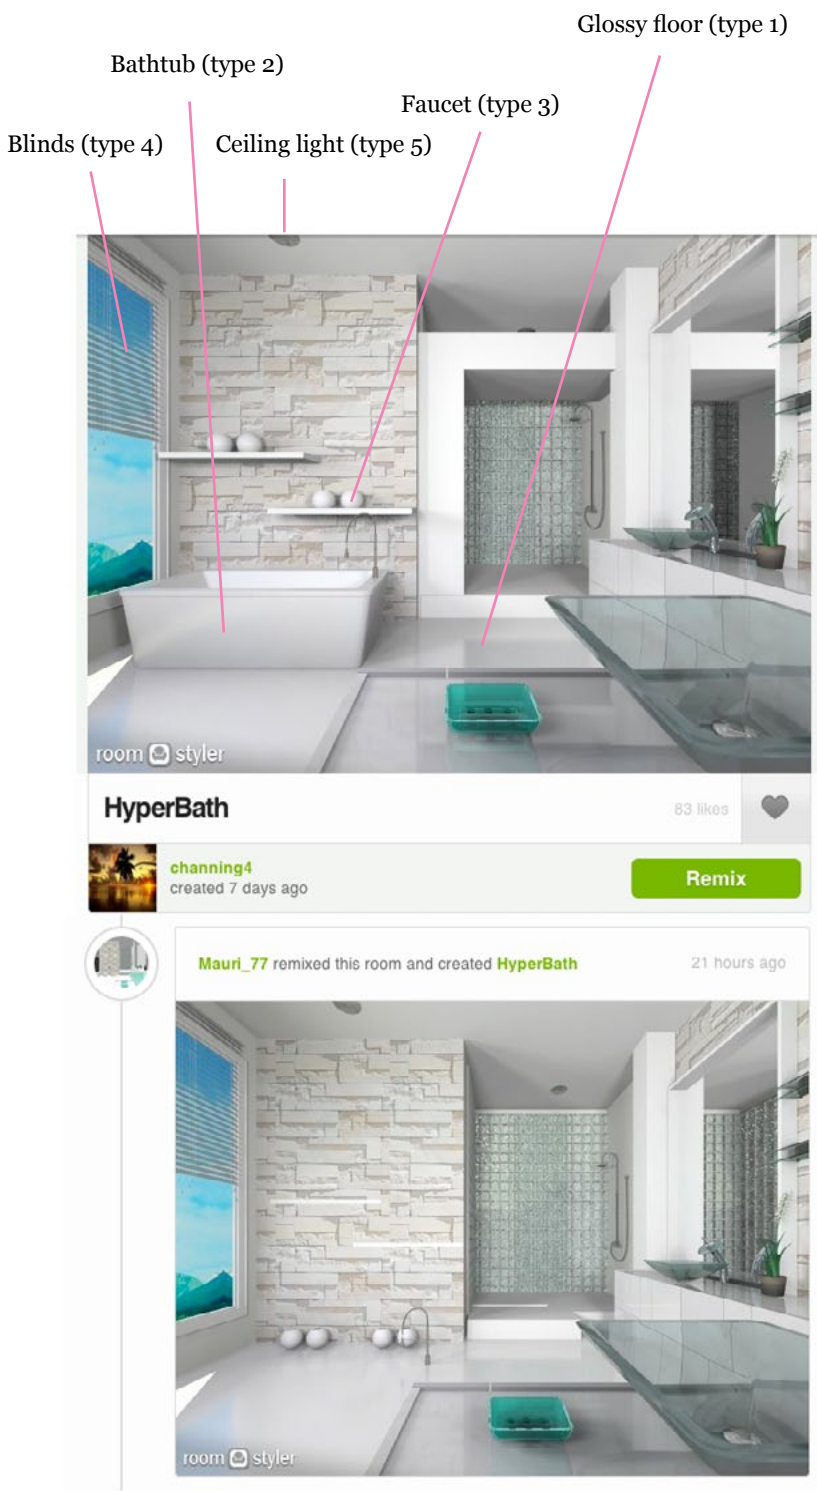 Glossy floor (type 1)
Bathtub (type 2)
Faucet (type 3)
Blinds (type 4)
Ceiling light (type 5)
room styler
HyperBath
83 likes
channing4
created 7 days ago
Remix
Mauri_77 remixed this room and created HyperBath
21 hours ago
room styler